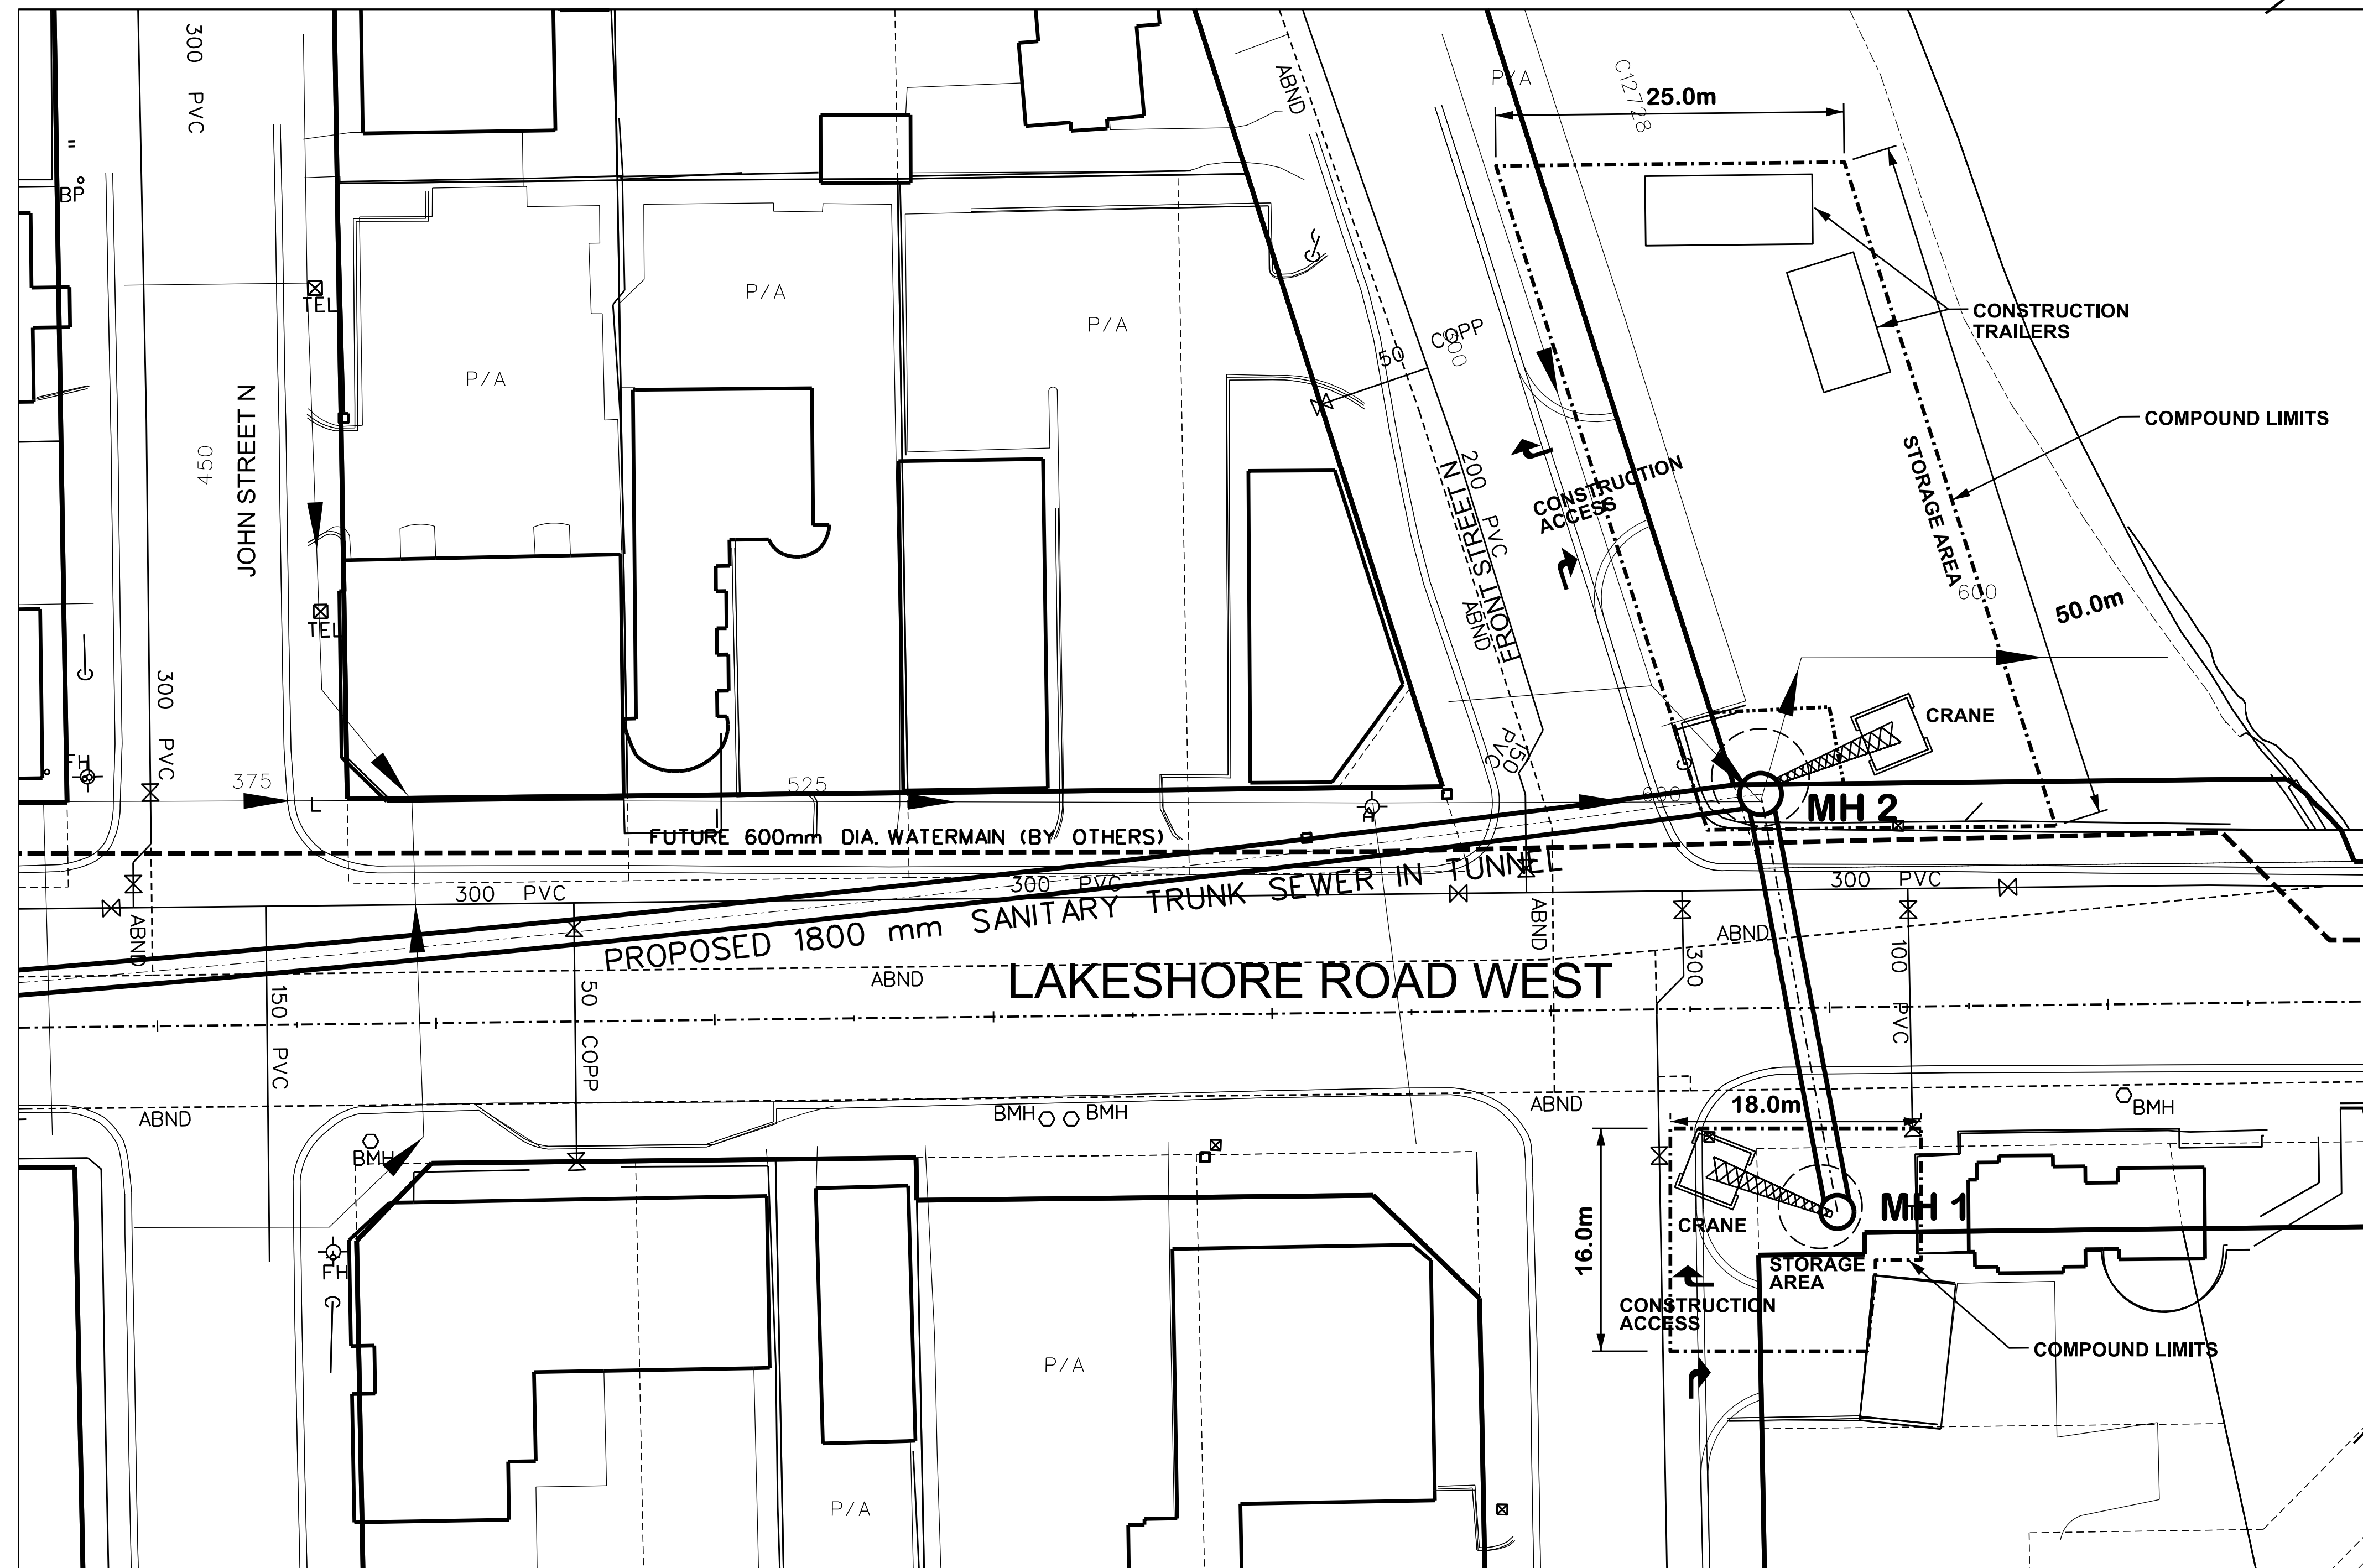 300 PVC
ABND
P/A
C12728
25.0m
BP
TEL
P/A
P/A
P/A
50 COPP
300
CONSTRUCTION
TRAILERS
COMPOUND LIMITS
JOHN STREET N
450
FRONT STREET N
200 PVC
CONSTRUCTION
ACCESS
STORAGE AREA
600
50.0m
TEL
ABND
300 PVC
CRANE
150
PVC
FH
375
L
525
600
MH 2
FUTURE 600mm DIA. WATERMAIN (BY OTHERS)
300 PVC
300 PVC
300 PVC
PROPOSED 1800 mm SANITARY TRUNK SEWER IN TUNNEL
ABND
ABND
ABND
ABND
LAKESHORE ROAD WEST
300
100 PVC
150 PVC
50 COPP
ABND
BMH
BMH
BMH
ABND
18.0m
BMH
16.0m
CRANE
MH 1
FH
STORAGE
AREA
CONSTRUCTION
ACCESS
COMPOUND LIMITS
P/A
P/A